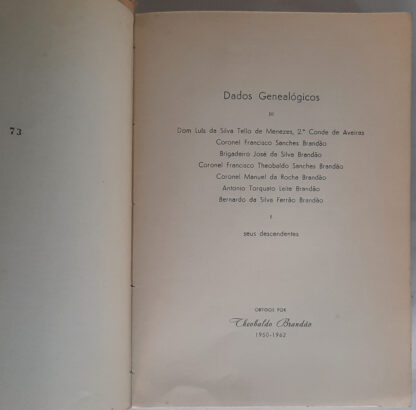 73
Dados Genealógicos
DE
Dom Luís da Silva Tello de Menezes, 2.º Conde de Aveiras
Coronel Francisco Sanches Brandão
Brigadeiro José da Silva Brandão
Coronel Francisco Theobaldo Sanches Brandão
Coronel Manuel da Rocha Brandão
Antonio Torquato Leite Brandão
Bernardo da Silva Ferrão Brandão
E
seus descendentes
OBTIDOS POR
Theobaldo Brandão
1950-1962